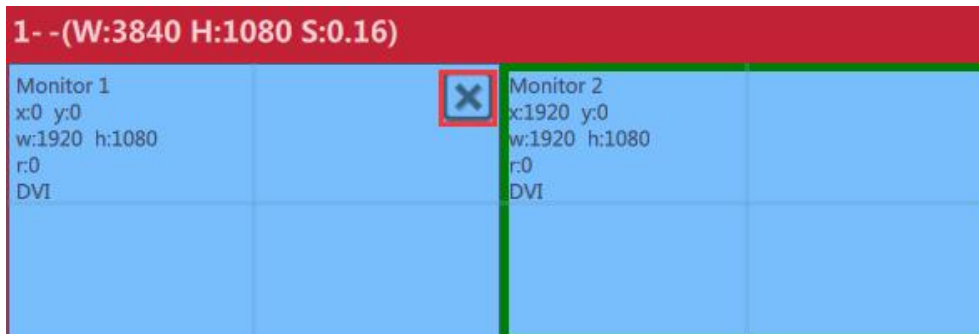 1- -(W:3840 H:1080 S:0.16)
Monitor 1
x:0 y:0
w:1920 h:1080
r:0
DVI
Monitor 2
x:1920 y:0
w:1920 h:1080
r:0
DVI